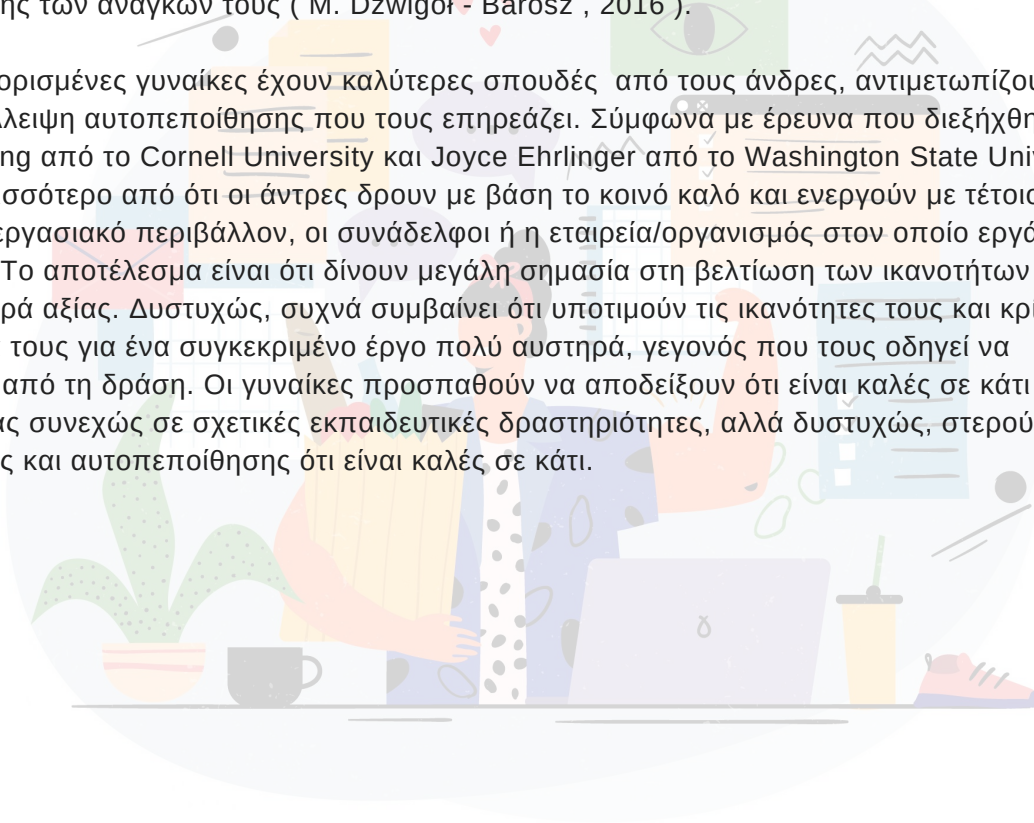 ης των αναγκών τους ( M. Dźwigoł - Barosz , 2016 ).
ορισμένες γυναίκες έχουν καλύτερες σπουδές από τους άνδρες, αντιμετωπίζου
λλειψη αυτοπεποίθησης που τους επηρεάζει. Σύμφωνα με έρευνα που διεξήχθη
ng από το Cornell University και Joyce Ehrlinger από το Washington State Univ
ισσότερο από ότι οι άντρες δρουν με βάση το κοινό καλό και ενεργούν με τέτοιο
εργασιακό περιβάλλον, οι συνάδελφοι ή η εταιρεία/οργανισμός στον οποίο εργά
Το αποτέλεσμα είναι ότι δίνουν μεγάλη σημασία στη βελτίωση των ικανοτήτων
ρά αξίας. Δυστυχώς, συχνά συμβαίνει ότι υποτιμούν τις ικανότητες τους και κρί
τους για ένα συγκεκριμένο έργο πολύ αυστηρά, γεγονός που τους οδηγεί να
από τη δράση. Οι γυναίκες προσπαθούν να αποδείξουν ότι είναι καλές σε κάτι
ας συνεχώς σε σχετικές εκπαιδευτικές δραστηριότητες, αλλά δυστυχώς, στερού
ς και αυτοπεποίθησης ότι είναι καλές σε κάτι.